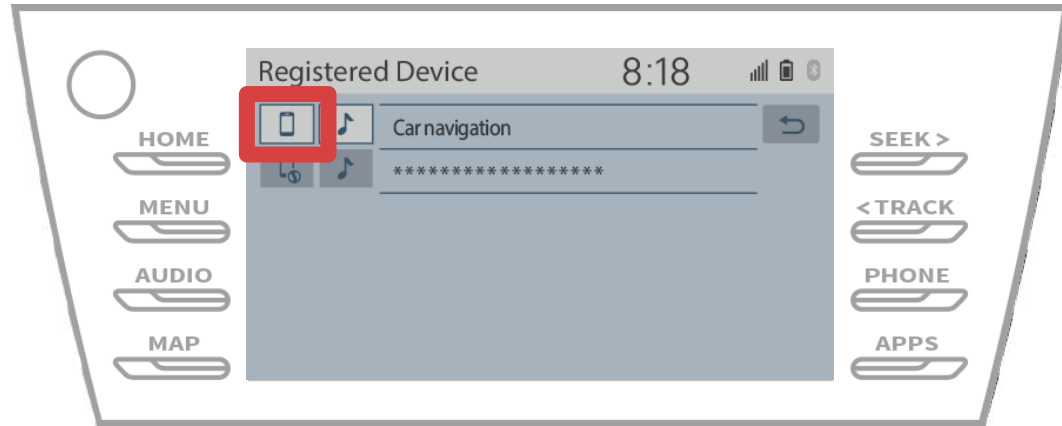 Registered Device 8:18
HOME
MENU
AUDIO
MAP
Car navigation
******************
SEEK >
< TRACK
PHONE
APPS